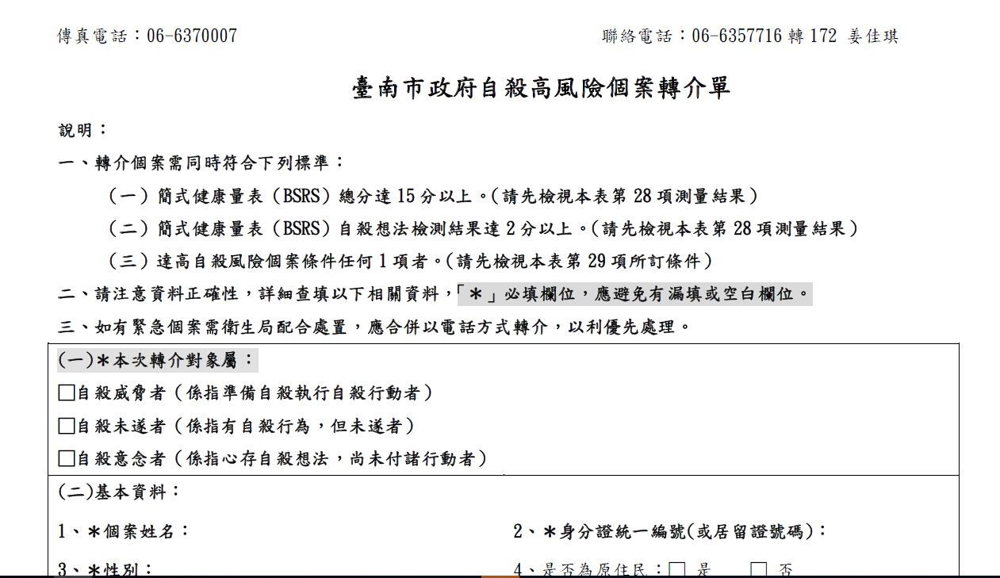 傳真電話：06-6370007 聯絡電話：06-6357716 轉 172 姜佳琪
臺南市政府自殺高風險個案轉介單
說明：
一、轉介個案需同時符合下列標準：
（一）簡式健康量表（BSRS）總分達 15 分以上。（請先檢視本表第 28 項測量結果）
（二）簡式健康量表（BSRS）自殺想法檢測結果達 2 分以上。（請先檢視本表第 28 項測量結果）
（三）達高自殺風險個案條件任何 1 項者。（請先檢視本表第 29 項所訂條件）
二、請注意資料正確性，詳細查填以下相關資料，「＊」必填欄位，應避免有漏填或空白欄位。
三、如有緊急個案需衛生局配合處置，應合併以電話方式轉介，以利優先處理。
(一)＊本次轉介對象屬：
□自殺威脅者（係指準備自殺執行自殺行動者）
□自殺未遂者（係指有自殺行為，但未遂者）
□自殺意念者（係指心存自殺想法，尚未付諸行動者）
(二)基本資料：
1、＊個案姓名： 2、＊身分證統一編號(或居留證號碼)：
3、＊性別： 4、是否為原住民：□ 是 □ 否